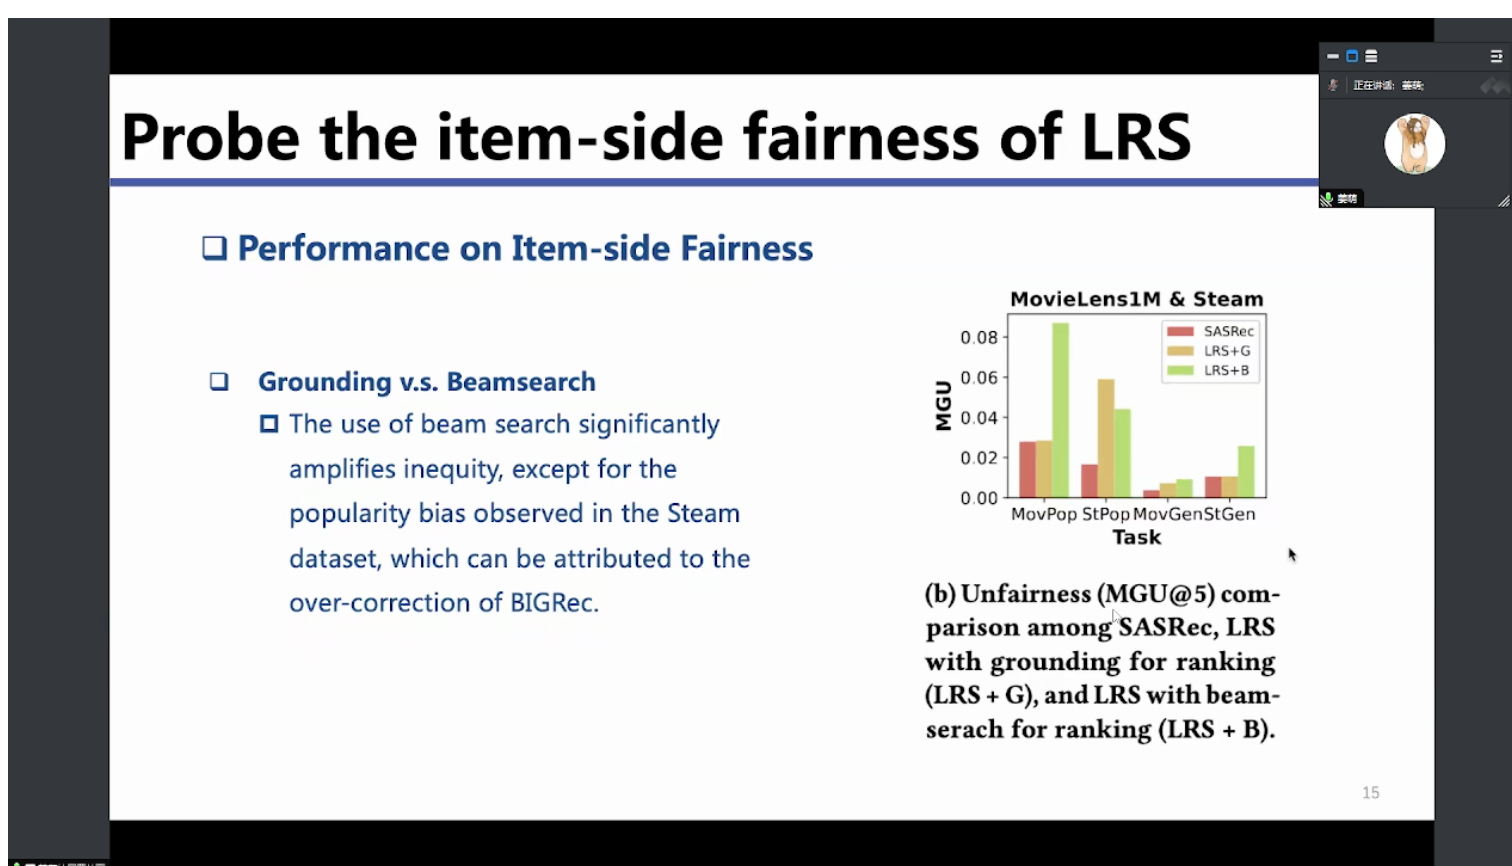 Probe the item-side fairness of LRS
正在讲话: 姜萌;
姜萌
Performance on Item-side Fairness
Grounding v.s. Beamsearch
The use of beam search significantly
amplifies inequity, except for the
popularity bias observed in the Steam
dataset, which can be attributed to the
over-correction of BIGRec.
MovieLens1M & Steam
SASRec
LRS+G
LRS+B
MGU
0.08
0.06
0.04
0.02
0.00
MovPop StPop MovGen StGen
Task
(b) Unfairness (MGU@5) com-
parison among SASRec, LRS
with grounding for ranking
(LRS + G), and LRS with beam-
serach for ranking (LRS + B).
15